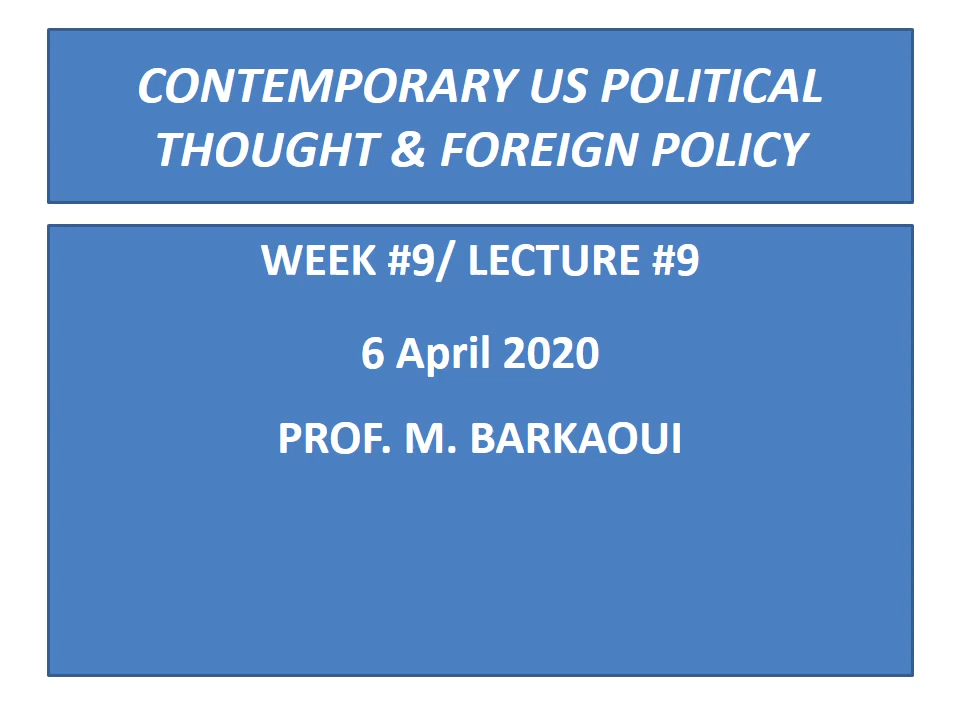 CONTEMPORARY US POLITICAL
THOUGHT & FOREIGN POLICY
WEEK #9/ LECTURE #9
6 April 2020
PROF. M. BARKAOUI